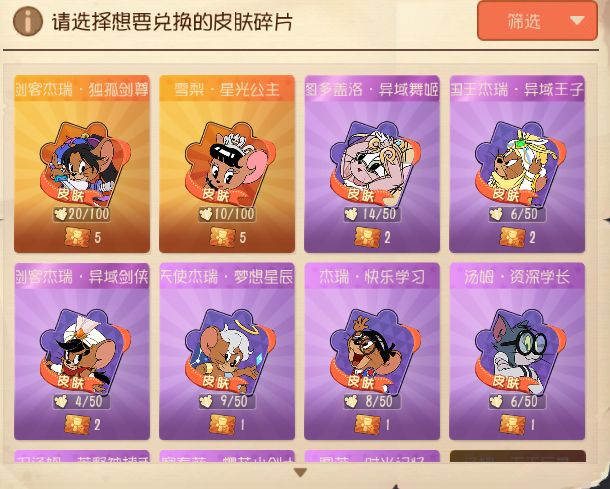 请选择想要兑换的皮肤碎片
筛选
剑客杰瑞·独孤剑尊
雪梨·星光公主
图多盖洛·异域舞姬
国王杰瑞·异域王子
皮肤
皮肤
皮肤
皮肤
20/100
10/100
14/50
6/50
5
5
2
2
剑客杰瑞·异域剑侠
天使杰瑞·梦想星辰
杰瑞·快乐学习
汤姆·资深学长
皮肤
皮肤
皮肤
皮肤
4/50
9/50
8/50
6/50
2
1
1
1